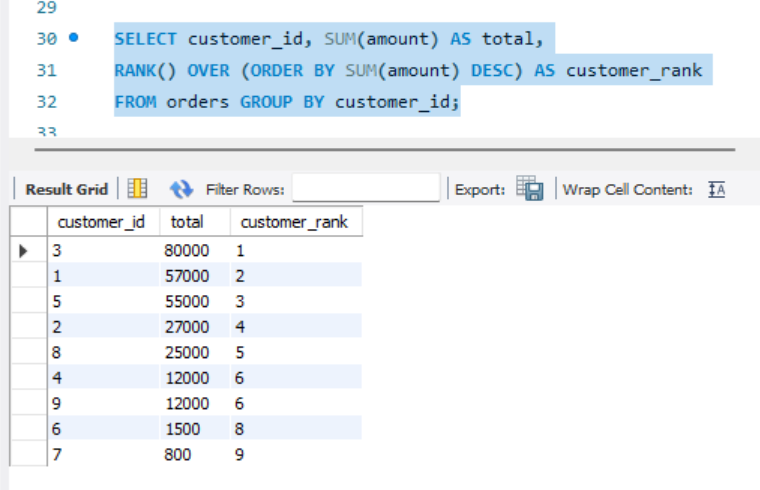 29
30 SELECT customer_id, SUM(amount) AS total,
31 RANK() OVER (ORDER BY SUM(amount) DESC) AS customer_rank
32 FROM orders GROUP BY customer_id;
33
Result Grid Filter Rows: Export: Wrap Cell Content: IA
customer_id total customer_rank
3 80000 1
1 57000 2
5 55000 3
2 27000 4
8 25000 5
4 12000 6
9 12000 6
6 1500 8
7 800 9